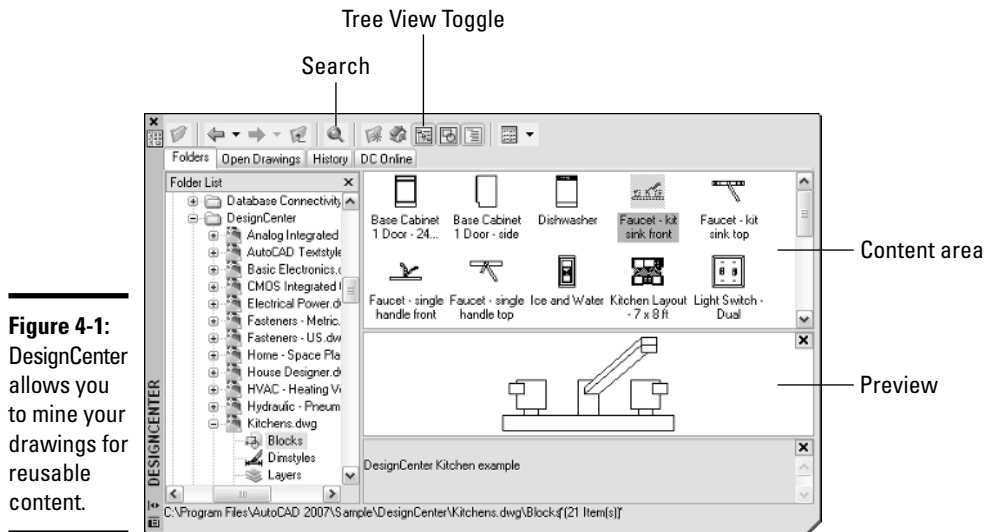 Tree View Toggle
Search
Folders Open Drawings History DC Online
Folder List
Database Connectivity
DesignCenter
Analog Integrated
AutoCAD Textstyle
Basic Electronics.
CMOS Integrated
Electrical Power.d
Fasteners - Metric.
Fasteners - US.dw
Home - Space Pla
House Designer.d
HVAC - Heating Ve
Hydraulic - Pneum
Kitchens.dwg
Blocks
Dimstyles
Layers
Base Cabinet
1 Door - 24...
Base Cabinet
1 Door - side
Dishwasher
Faucet - kit
sink front
Faucet - kit
sink top
Faucet - single
handle front
Faucet - single
handle top
Ice and Water
Kitchen Layout
- 7 x 8 ft
Light Switch -
Dual
Content area
Preview
DesignCenter Kitchen example
DESIGNCENTER
C:\Program Files\AutoCAD 2007\Sample\DesignCenter\Kitchens.dwg\Blocks (21 Item(s))
Figure 4-1:
DesignCenter
allows you
to mine your
drawings for
reusable
content.